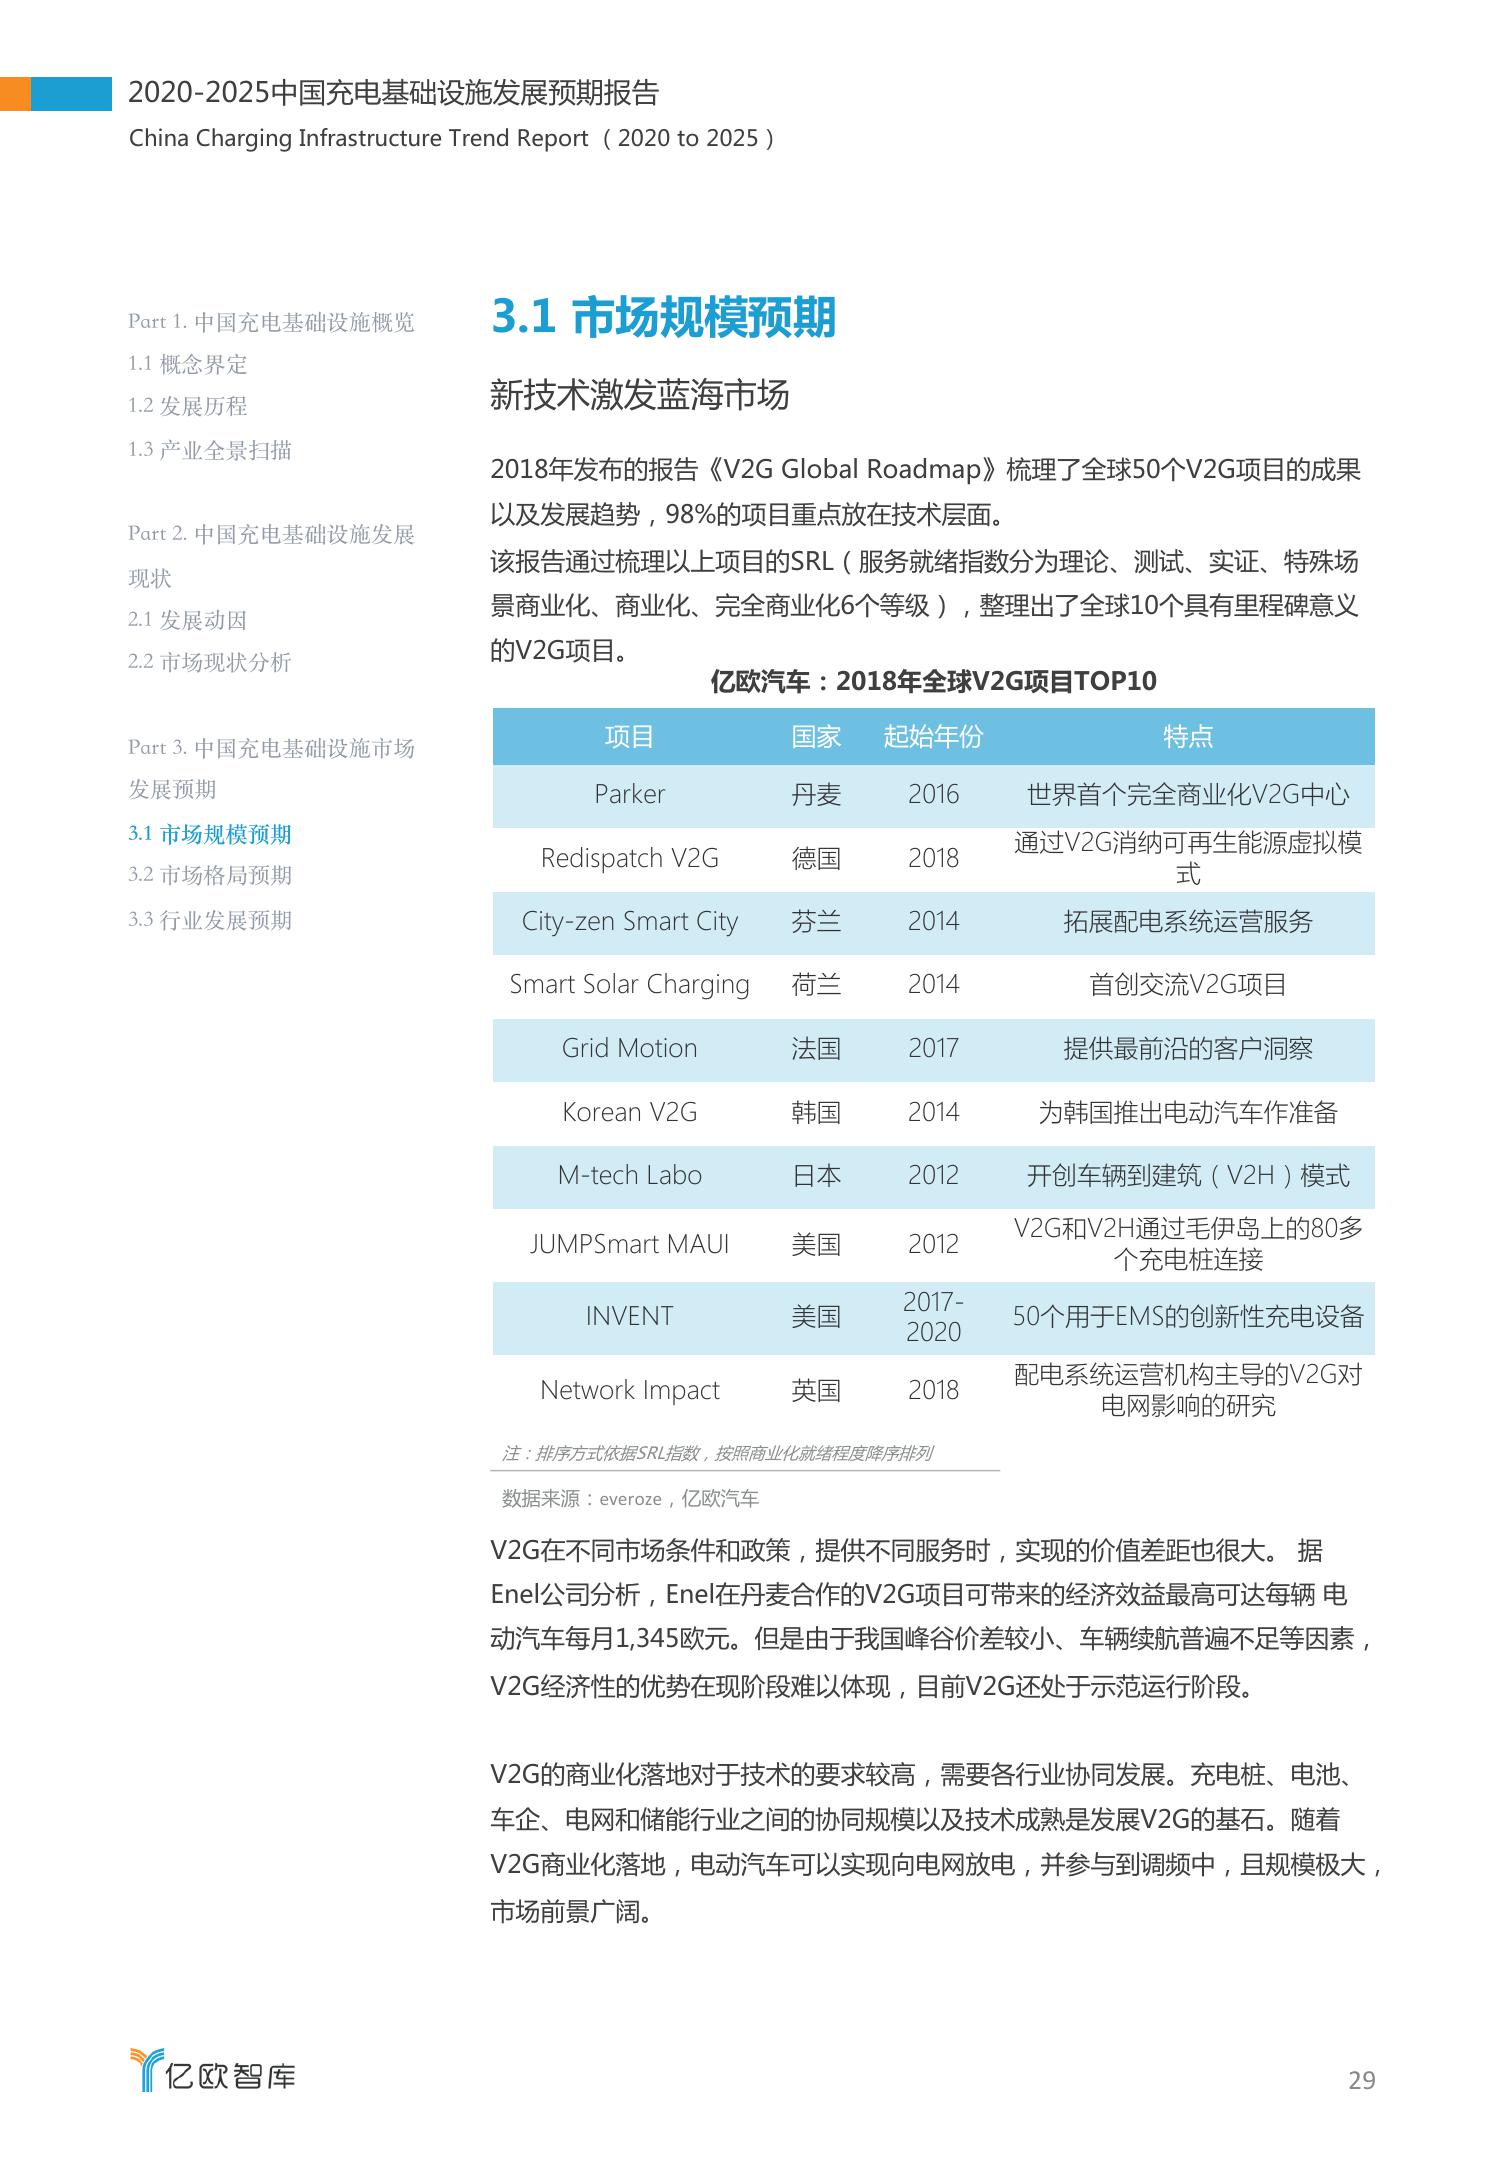 2020-2025中国充电基础设施发展预期报告
China Charging Infrastructure Trend Report（2020 to 2025）
Part 1. 中国充电基础设施概览
1.1 概念界定
1.2 发展历程
1.3 产业全景扫描
Part 2. 中国充电基础设施发展
现状
2.1 发展动因
2.2 市场现状分析
Part 3. 中国充电基础设施市场
发展预期
3.1 市场规模预期
3.2 市场格局预期
3.3 行业发展预期
3.1 市场规模预期
新技术激发蓝海市场
2018年发布的报告《V2G Global Roadmap》梳理了全球50个V2G项目的成果
以及发展趋势，98%的项目重点放在技术层面。
该报告通过梳理以上项目的SRL（服务就绪指数分为理论、测试、实证、特殊场
景商业化、商业化、完全商业化6个等级），整理出了全球10个具有里程碑意义
的V2G项目。
亿欧汽车：2018年全球V2G项目TOP10
项目 国家 起始年份 特点
Parker 丹麦 2016 世界首个完全商业化V2G中心
Redispatch V2G 德国 2018 通过V2G消纳可再生能源虚拟模
式
City-zen Smart City 芬兰 2014 拓展配电系统运营服务
Smart Solar Charging 荷兰 2014 首创交流V2G项目
Grid Motion 法国 2017 提供最前沿的客户洞察
Korean V2G 韩国 2014 为韩国推出电动汽车作准备
M-tech Labo 日本 2012 开创车辆到建筑（V2H）模式
JUMPSmart MAUI 美国 2012 V2G和V2H通过毛伊岛上的80多
个充电桩连接
INVENT 美国 2017-
2020 50个用于EMS的创新性充电设备
Network Impact 英国 2018 配电系统运营机构主导的V2G对
电网影响的研究
注：排序方式依据SRL指数，按照商业化就绪程度降序排列
数据来源：everoze，亿欧汽车
V2G在不同市场条件和政策，提供不同服务时，实现的价值差距也很大。 据
Enel公司分析，Enel在丹麦合作的V2G项目可带来的经济效益最高可达每辆 电
动汽车每月1,345欧元。但是由于我国峰谷价差较小、车辆续航普遍不足等因素，
V2G经济性的优势在现阶段难以体现，目前V2G还处于示范运行阶段。
V2G的商业化落地对于技术的要求较高，需要各行业协同发展。充电桩、电池、
车企、电网和储能行业之间的协同规模以及技术成熟是发展V2G的基石。随着
V2G商业化落地，电动汽车可以实现向电网放电，并参与到调频中，且规模极大，
市场前景广阔。
亿欧智库
29